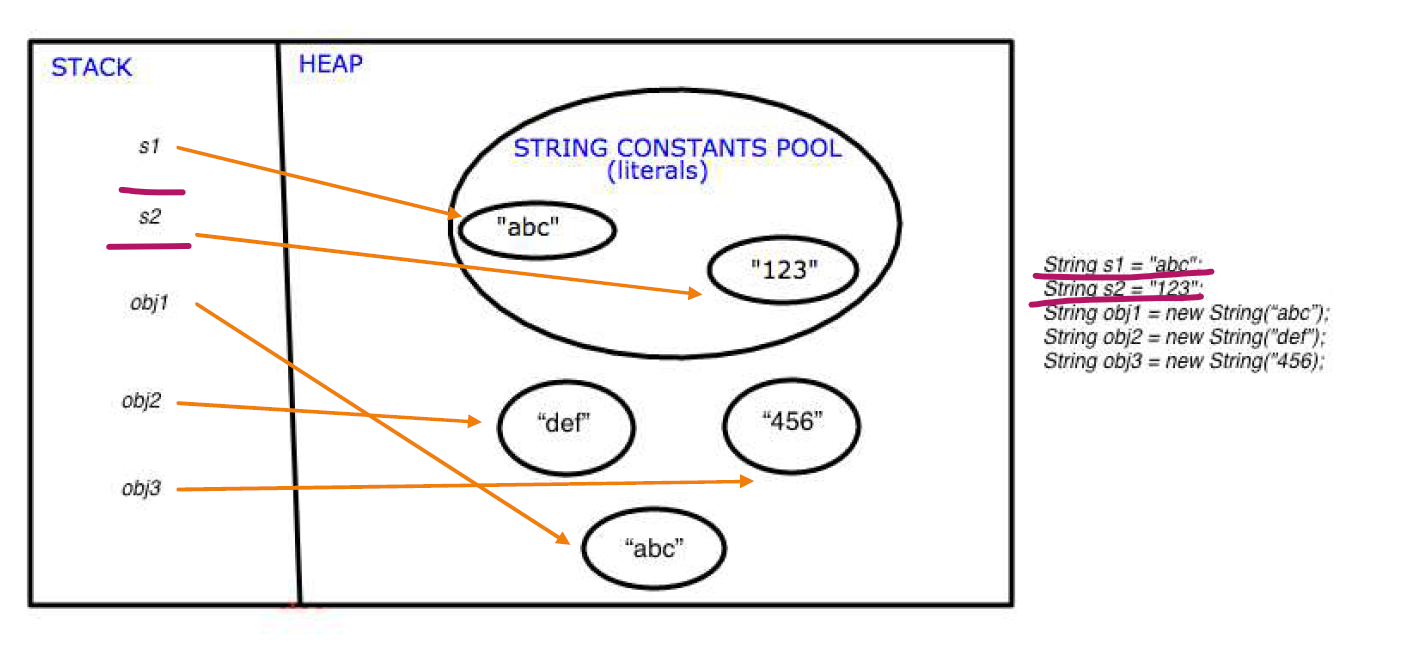 STACK
HEAP
s1
STRING CONSTANTS POOL
(literals)
s2
"abc"
"123"
obj1
obj2
“def”
“456”
obj3
“abc”
String s1 = "abc";
String s2 = "123";
String obj1 = new String(“abc”);
String obj2 = new String("def");
String obj3 = new String("456);